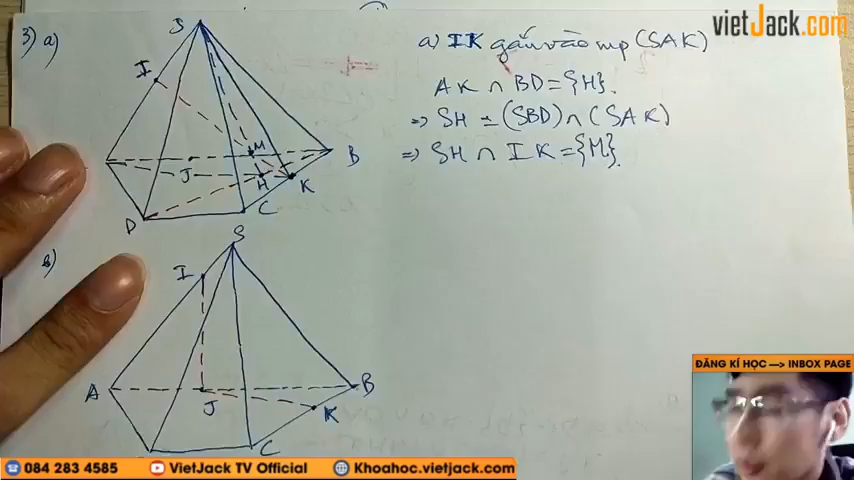 vietJack.com
3) a)
S
I
M
B
J
H
K
D
C
a) IK gắn vào mp (SAK)
AK ∩ BD = {H}.
=> SH = (SBD) ∩ (SAK)
=> SH ∩ IK = {M}.
b)
S
I
A
B
J
K
C
ĐĂNG KÍ HỌC ---> INBOX PAGE
084 283 4585
VietJack TV Official
Khoahoc.vietjack.com